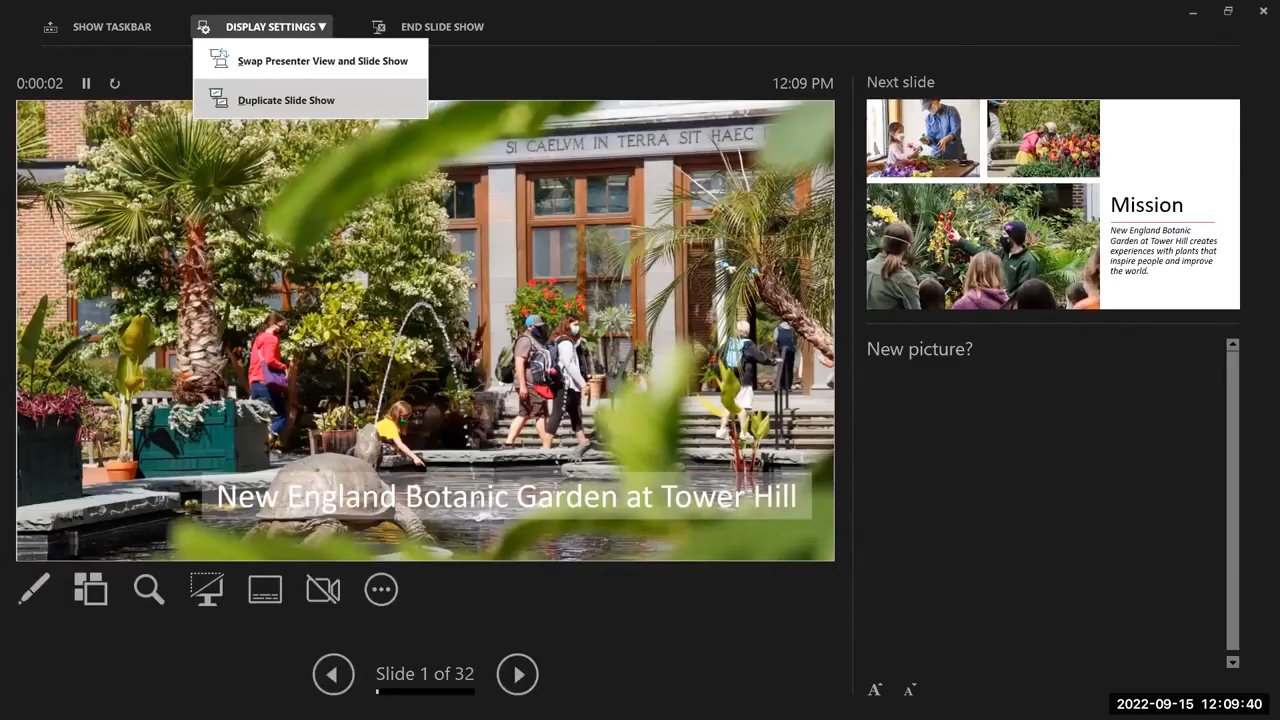 SHOW TASKBAR
DISPLAY SETTINGS ▼
END SLIDE SHOW
Swap Presenter View and Slide Show
Duplicate Slide Show
0:00:02
12:09 PM
SI CAELVM IN TERRA SIT HAEC
New England Botanic Garden at Tower Hill
Next slide
Mission
New England Botanic
Garden at Tower Hill creates
experiences with plants that
inspire people and improve
the world.
New picture?
Slide 1 of 32
A A
2022-09-15 12:09:40